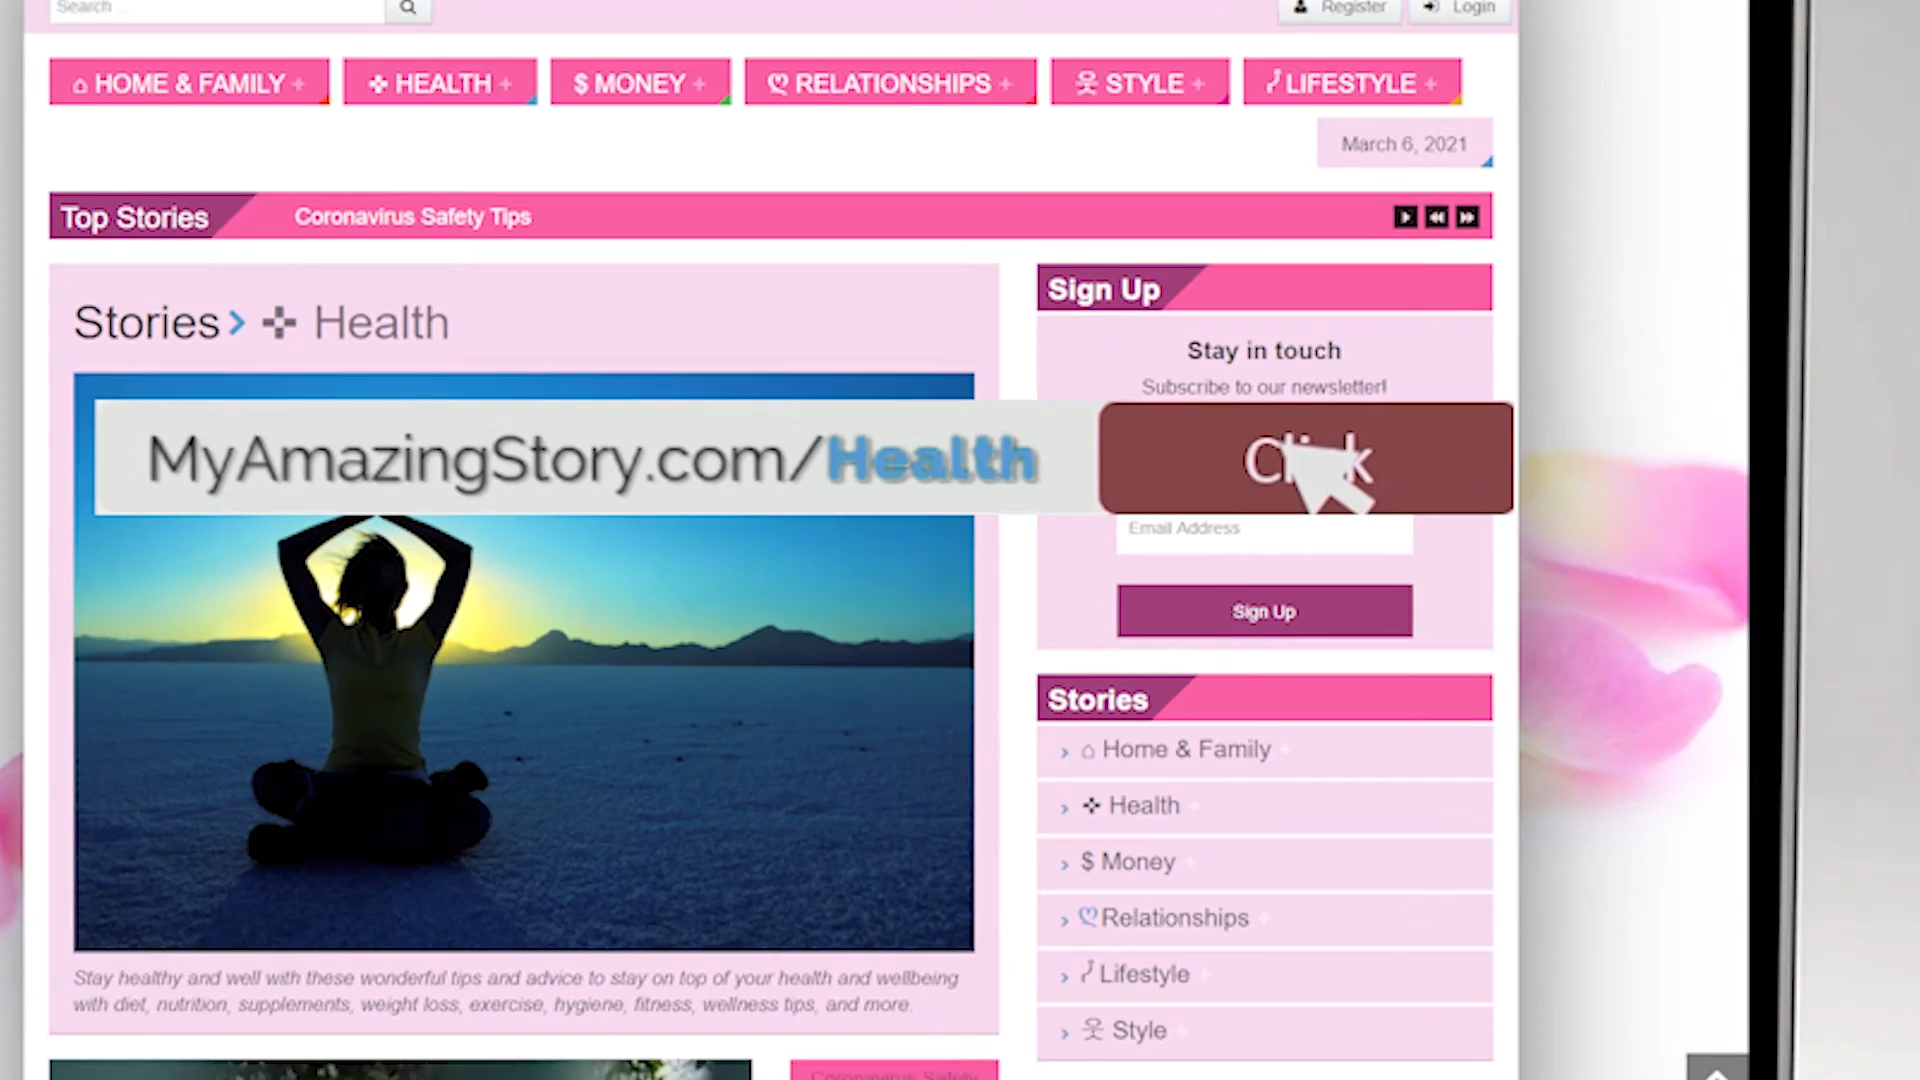 Search ...
Register
Login
HOME & FAMILY +
HEALTH +
$ MONEY +
RELATIONSHIPS +
STYLE +
LIFESTYLE +
March 6, 2021
Top Stories
Coronavirus Safety Tips
Stories
Health
Sign Up
Stay in touch
Subscribe to our newsletter!
MyAmazingStory.com/Health
Click
Email Address
Sign Up
Stories
Home & Family +
Health +
$ Money +
Relationships +
Lifestyle +
Style +
Stay healthy and well with these wonderful tips and advice to stay on top of your health and wellbeing
with diet, nutrition, supplements, weight loss, exercise, hygiene, fitness, wellness tips, and more.
Coronavirus Safety